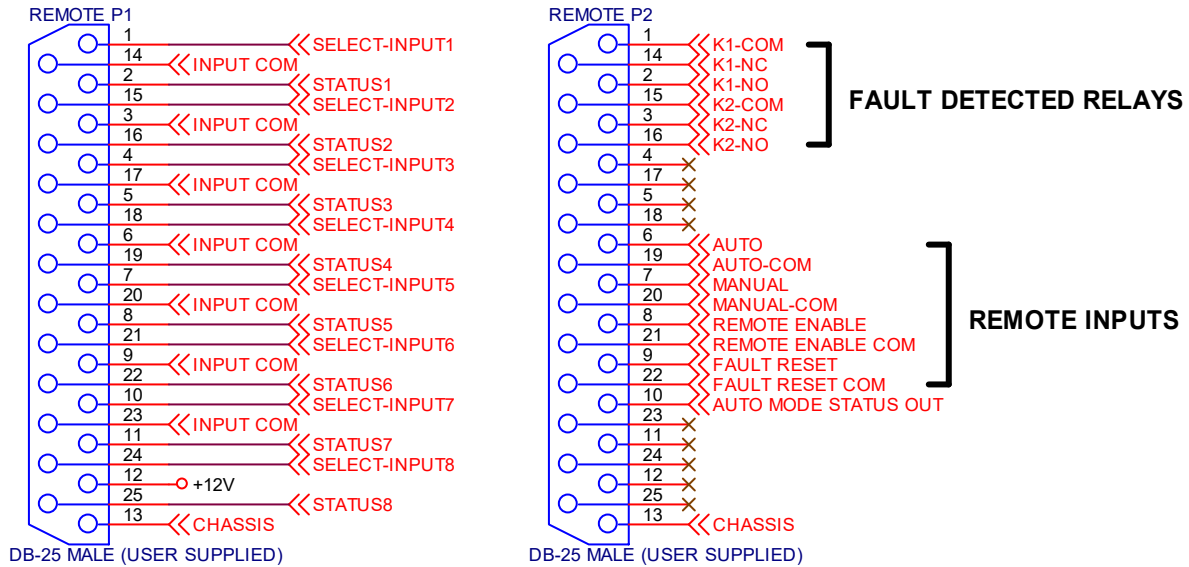 REMOTE P1
1 SELECT-INPUT1
14 INPUT COM
2 STATUS1
15 SELECT-INPUT2
3 INPUT COM
16 STATUS2
4 SELECT-INPUT3
17 INPUT COM
5 STATUS3
18 SELECT-INPUT4
6 INPUT COM
19 STATUS4
7 SELECT-INPUT5
20 INPUT COM
8 STATUS5
21 SELECT-INPUT6
9 INPUT COM
22 STATUS6
10 SELECT-INPUT7
23 INPUT COM
11 STATUS7
24 SELECT-INPUT8
12 +12V
25 STATUS8
13 CHASSIS
DB-25 MALE (USER SUPPLIED)
REMOTE P2
1 K1-COM
14 K1-NC
2 K1-NO
15 K2-COM
3 K2-NC
16 K2-NO
FAULT DETECTED RELAYS
4
17
5
18
6 AUTO
19 AUTO-COM
7 MANUAL
20 MANUAL-COM
8 REMOTE ENABLE
21 REMOTE ENABLE COM
9 FAULT RESET
22 FAULT RESET COM
REMOTE INPUTS
10 AUTO MODE STATUS OUT
23
11
24
12
25
13 CHASSIS
DB-25 MALE (USER SUPPLIED)